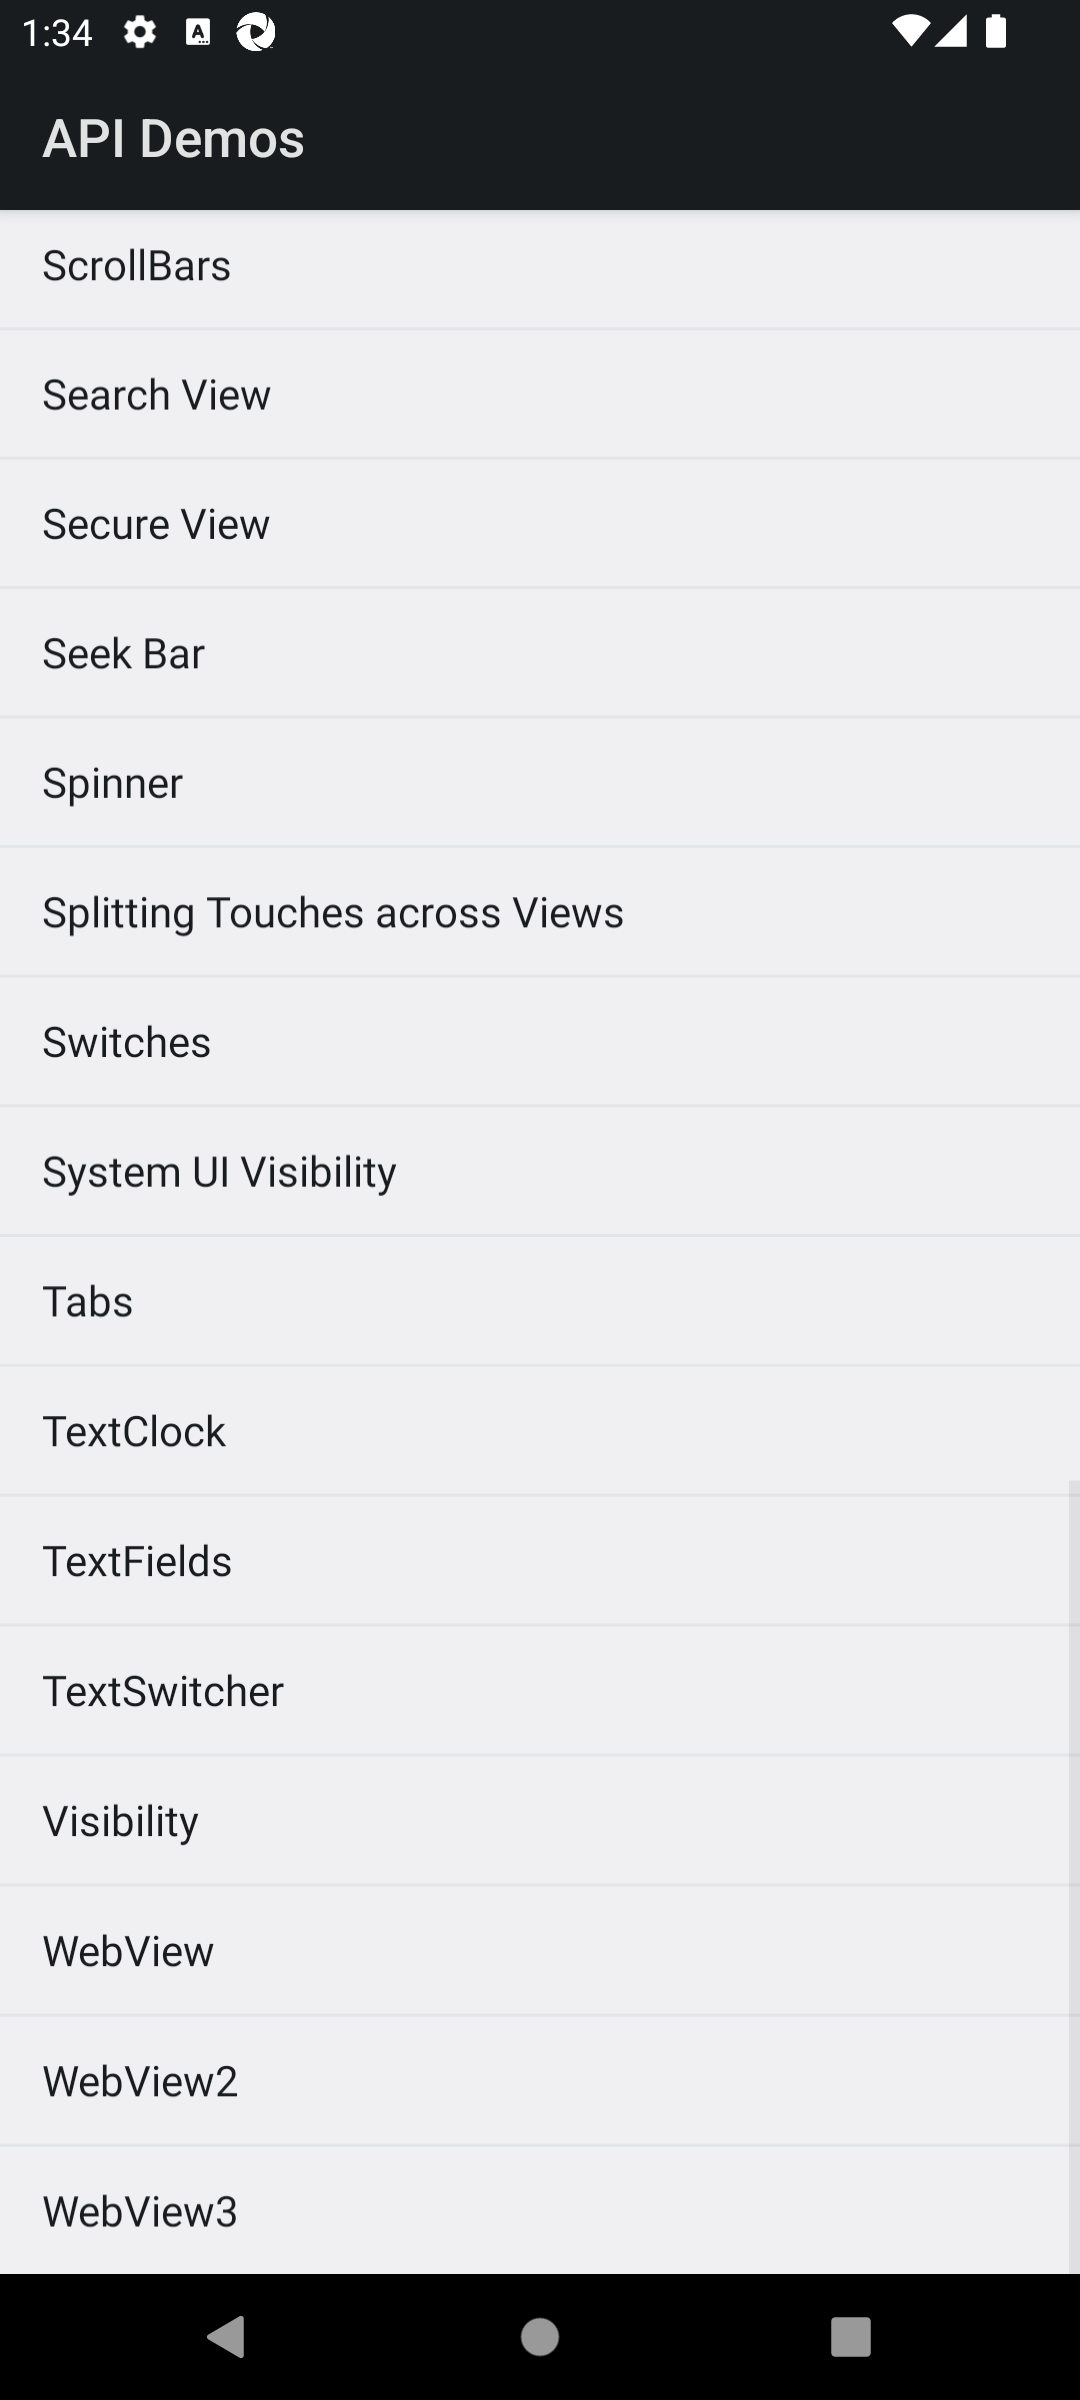 1:34
API Demos
ScrollBars
Search View
Secure View
Seek Bar
Spinner
Splitting Touches across Views
Switches
System UI Visibility
Tabs
TextClock
TextFields
TextSwitcher
Visibility
WebView
WebView2
WebView3